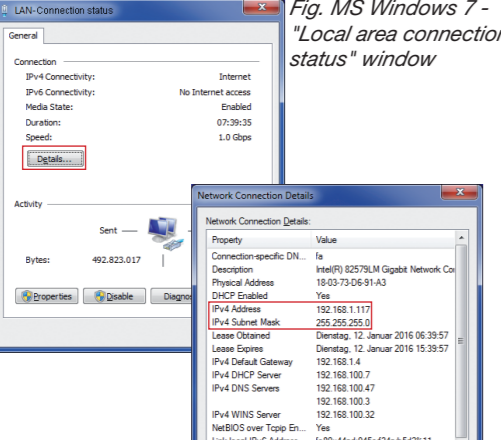 LAN-Connection status
General
Connection
IPv4 Connectivity: Internet
IPv6 Connectivity: No Internet access
Media State: Enabled
Duration: 07:39:35
Speed: 1.0 Gbps
Details...
Activity
Sent
Bytes: 492.823.017
Properties Disable Diagnos
Fig. MS Windows 7 -
"Local area connection
status" window
Network Connection Details
Network Connection Details:
Property Value
Connection-specific DN... fa
Description Intel(R) 82579LM Gigabit Network Con
Physical Address 18-03-73-D6-91-A3
DHCP Enabled Yes
IPv4 Address 192.168.1.117
IPv4 Subnet Mask 255.255.255.0
Lease Obtained Dienstag, 12. Januar 2016 06:39:57
Lease Expires Dienstag, 12. Januar 2016 15:39:57
IPv4 Default Gateway 192.168.1.4
IPv4 DHCP Server 192.168.100.7
IPv4 DNS Servers 192.168.100.47
192.168.100.3
IPv4 WINS Server 192.168.100.32
NetBIOS over Tcpip En... Yes